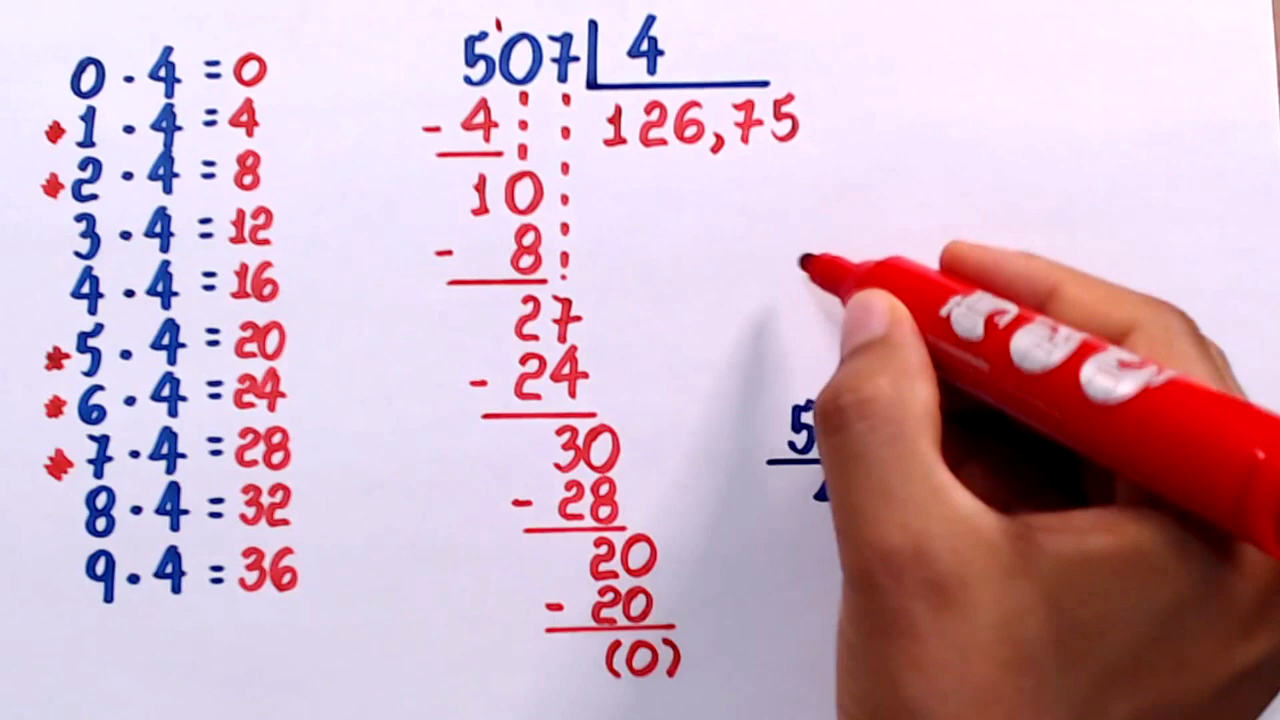 0 · 4 = 0
* 1 · 4 = 4
* 2 · 4 = 8
3 · 4 = 12
4 · 4 = 16
* 5 · 4 = 20
* 6 · 4 = 24
* 7 · 4 = 28
8 · 4 = 32
9 · 4 = 36
507 | 4
- 4
126,75
10
- 8
27
- 24
30
- 28
20
- 20
(0)
5